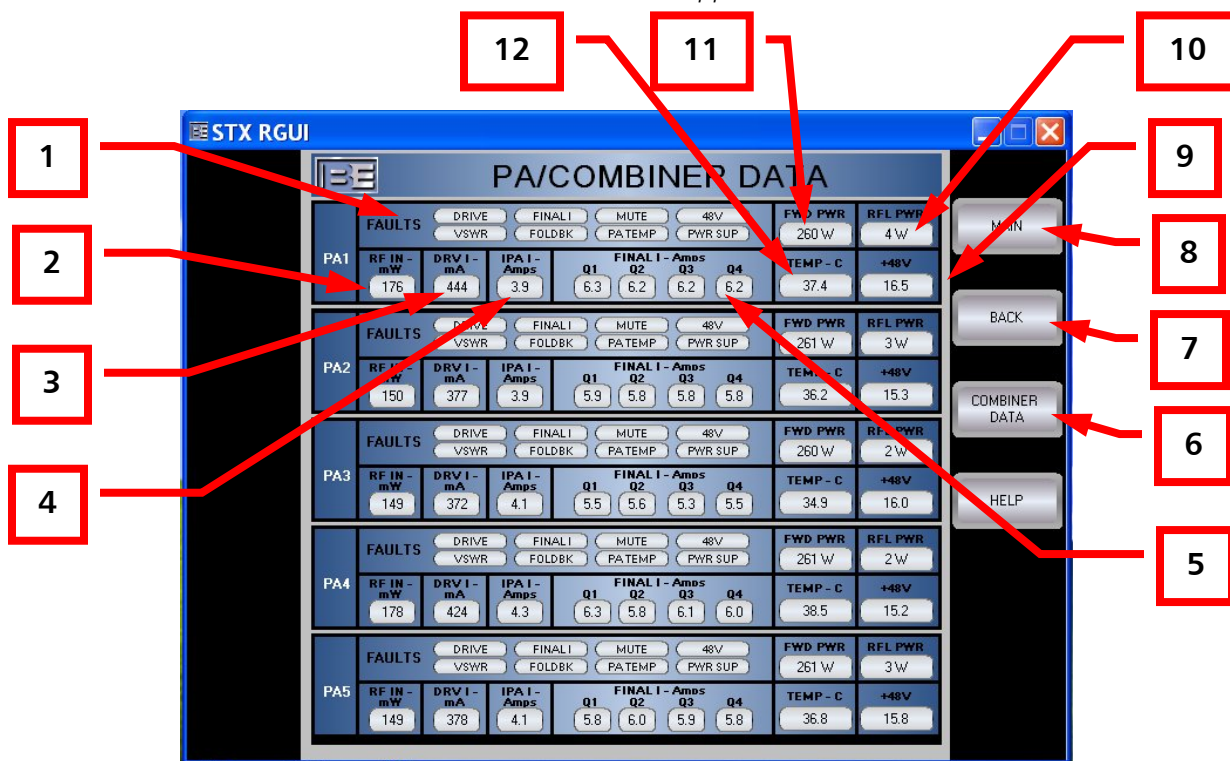 12 11 10
STX RGUI
1 9
BE PA/COMBINER DATA
FAULTS DRIVE FINAL I MUTE 48V FWD PWR RFL PWR
VSWR FOLDBK PA TEMP PWR SUP 260 W 4 W MAIN
2 8
PA1 RF IN - mW DRV I - mA IPA I - Amps FINAL I - Amps TEMP - C +48V
Q1 Q2 Q3 Q4
176 444 3.9 6.3 6.2 6.2 6.2 37.4 16.5
BACK
FAULTS DRIVE FINAL I MUTE 48V FWD PWR RFL PWR
VSWR FOLDBK PA TEMP PWR SUP 261 W 3 W
3 7
PA2 RF IN - mW DRV I - mA IPA I - Amps FINAL I - Amps TEMP - C +48V
Q1 Q2 Q3 Q4
150 377 3.9 5.9 5.8 5.8 5.8 36.2 15.3
COMBINER
DATA
FAULTS DRIVE FINAL I MUTE 48V FWD PWR RFL PWR
VSWR FOLDBK PA TEMP PWR SUP 260 W 2 W
6
PA3 RF IN - mW DRV I - mA IPA I - Amps FINAL I - Amps TEMP - C +48V
Q1 Q2 Q3 Q4
149 372 4.1 5.5 5.6 5.3 5.5 34.9 16.0
4 HELP
FAULTS DRIVE FINAL I MUTE 48V FWD PWR RFL PWR
VSWR FOLDBK PA TEMP PWR SUP 261 W 2 W
5
PA4 RF IN - mW DRV I - mA IPA I - Amps FINAL I - Amps TEMP - C +48V
Q1 Q2 Q3 Q4
178 424 4.3 6.3 5.8 6.1 6.0 38.5 15.2
FAULTS DRIVE FINAL I MUTE 48V FWD PWR RFL PWR
VSWR FOLDBK PA TEMP PWR SUP 261 W 3 W
PA5 RF IN - mW DRV I - mA IPA I - Amps FINAL I - Amps TEMP - C +48V
Q1 Q2 Q3 Q4
149 378 4.1 5.8 6.0 5.9 5.8 36.8 15.8